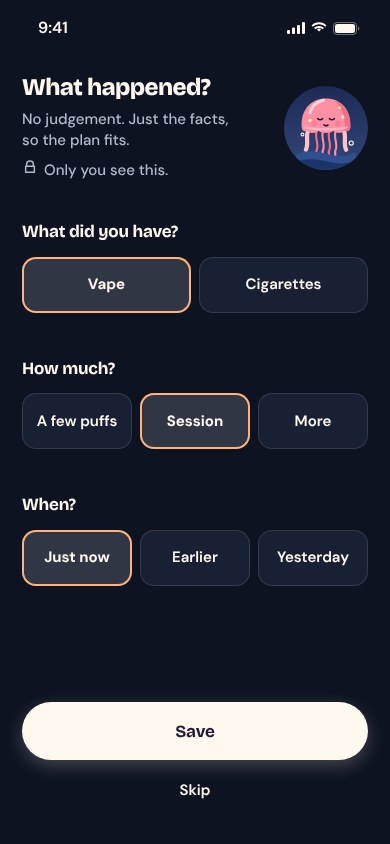 9:41
What happened?
No judgement. Just the facts,
so the plan fits.
Only you see this.
What did you have?
Vape
Cigarettes
How much?
A few puffs
Session
More
When?
Just now
Earlier
Yesterday
Save
Skip